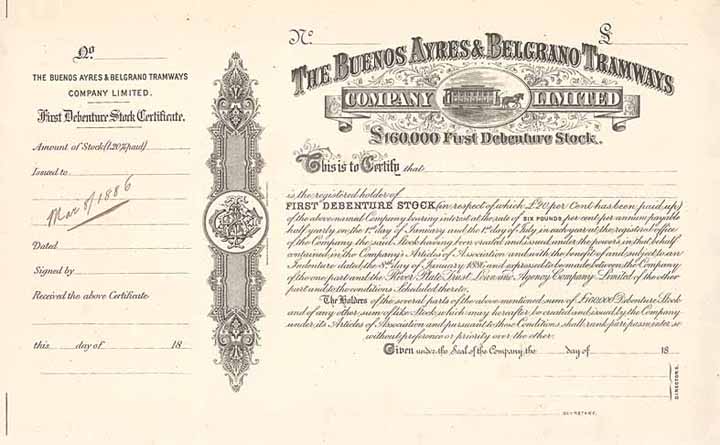 No.
THE BUENOS AYRES & BELGRANO TRAMWAYS
COMPANY LIMITED.
First Debenture Stock Certificate.
Amount of Stock (£20% paid)
Issued to
Mar 8/1886
Dated
Signed by
Received the above Certificate
this day of 18
No. £
THE BUENOS AYRES & BELGRANO TRAMWAYS
COMPANY LIMITED
£160,000 First Debenture Stock.
This is to Certify that
is the registered holder of
FIRST DEBENTURE STOCK (in respect of which £20 per Cent has been paid up)
of the above named Company bearing interest at the rate of SIX POUNDS per cent per annum payable
half yearly on the 1st day of January and the 1st day of July in each year at the registered office
of the Company the said Stock having been created and issued under the powers in that behalf
contained in the Company's Articles of Association and with the benefit of and subject to an
Indenture dated the 8th day of January 1886 and expressed to be made between the Company
of the one part and the River Plate Trust Loan and Agency Company Limited of the other
part and to the conditions Scheduled thereto.
The Holders of the several parts of the above mentioned sum of £160,000 Debenture Stock
and of any other sum of like Stock which may hereafter be created and issued by the Company
under its Articles of Association and pursuant to those Conditions shall rank pari passu inter se
without preference or priority over the other.
Given under the Seal of the Company, the day of 18
DIRECTORS.
SECRETARY.